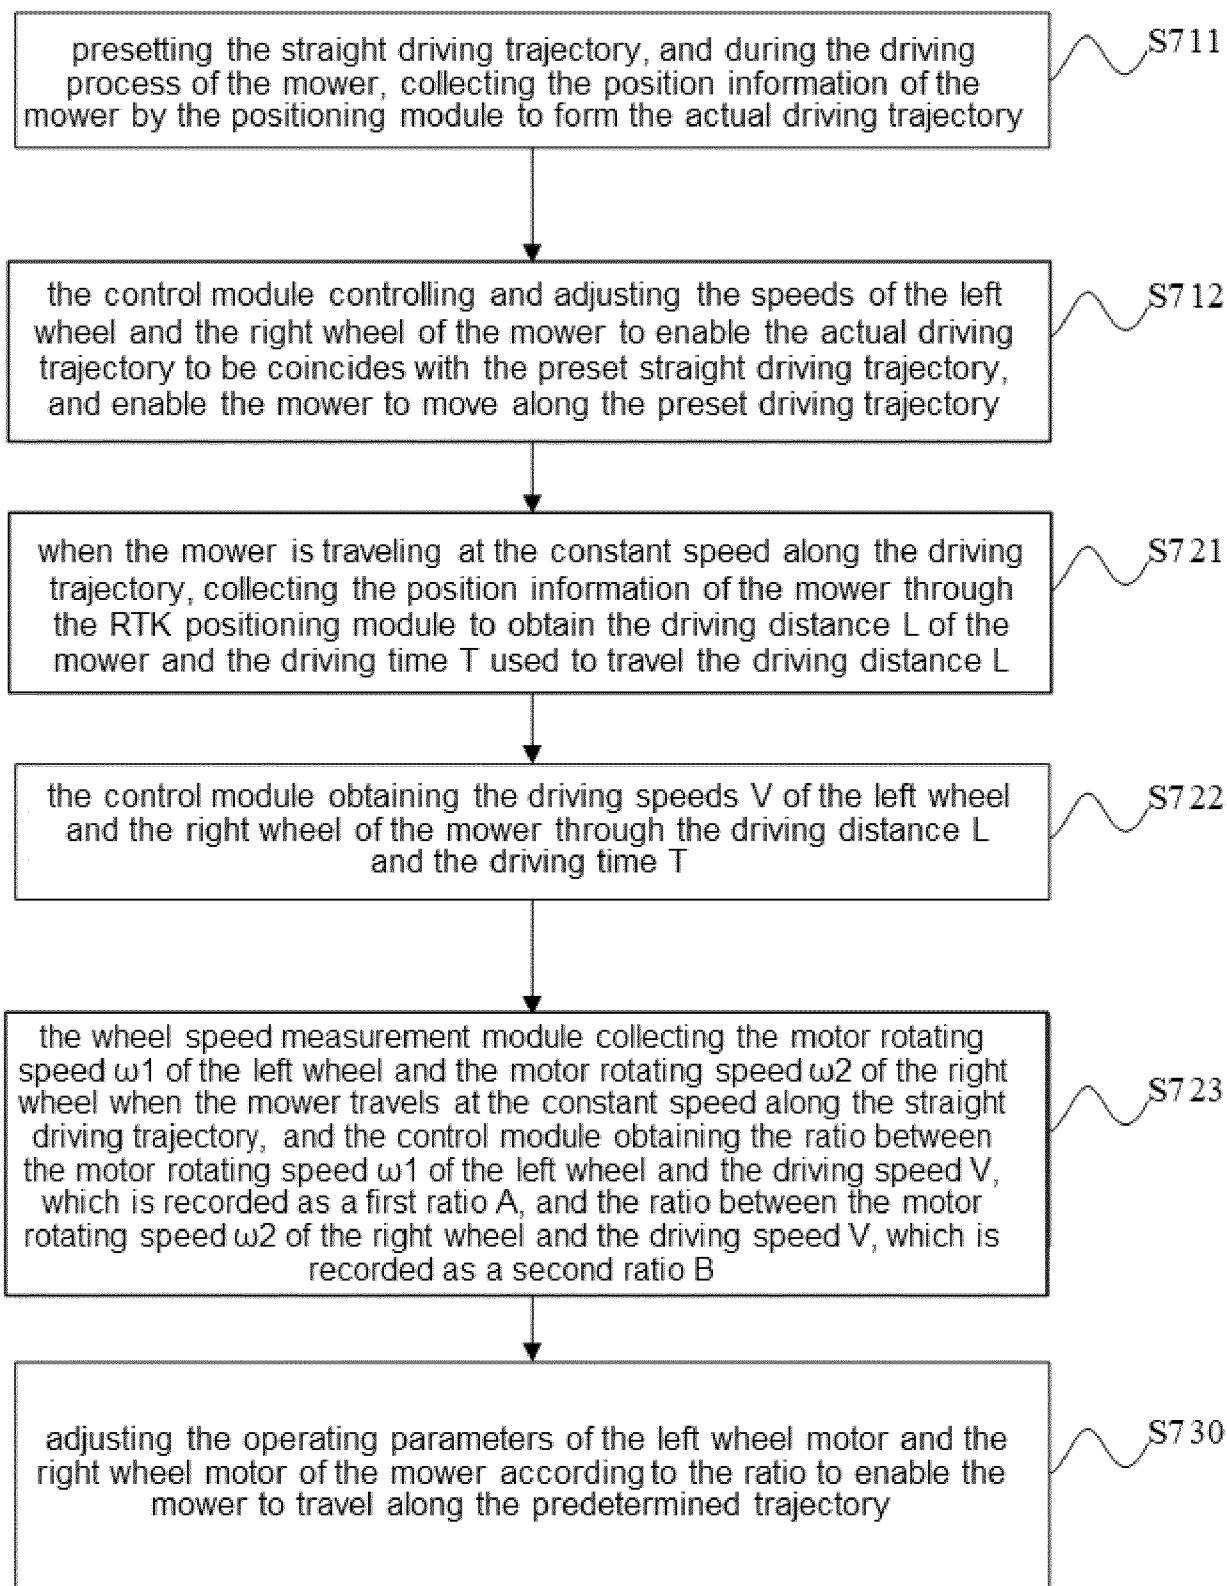 presetting the straight driving trajectory, and during the driving
process of the mower, collecting the position information of the
mower by the positioning module to form the actual driving trajectory
S711
the control module controlling and adjusting the speeds of the left
wheel and the right wheel of the mower to enable the actual driving
trajectory to be coincides with the preset straight driving trajectory,
and enable the mower to move along the preset driving trajectory
S712
when the mower is traveling at the constant speed along the driving
trajectory, collecting the position information of the mower through
the RTK positioning module to obtain the driving distance L of the
mower and the driving time T used to travel the driving distance L
S721
the control module obtaining the driving speeds V of the left wheel
and the right wheel of the mower through the driving distance L
and the driving time T
S722
the wheel speed measurement module collecting the motor rotating
speed ω1 of the left wheel and the motor rotating speed ω2 of the right
wheel when the mower travels at the constant speed along the straight
driving trajectory, and the control module obtaining the ratio between
the motor rotating speed ω1 of the left wheel and the driving speed V,
which is recorded as a first ratio A, and the ratio between the motor
rotating speed ω2 of the right wheel and the driving speed V, which is
recorded as a second ratio B
S723
adjusting the operating parameters of the left wheel motor and the
right wheel motor of the mower according to the ratio to enable the
mower to travel along the predetermined trajectory
S730